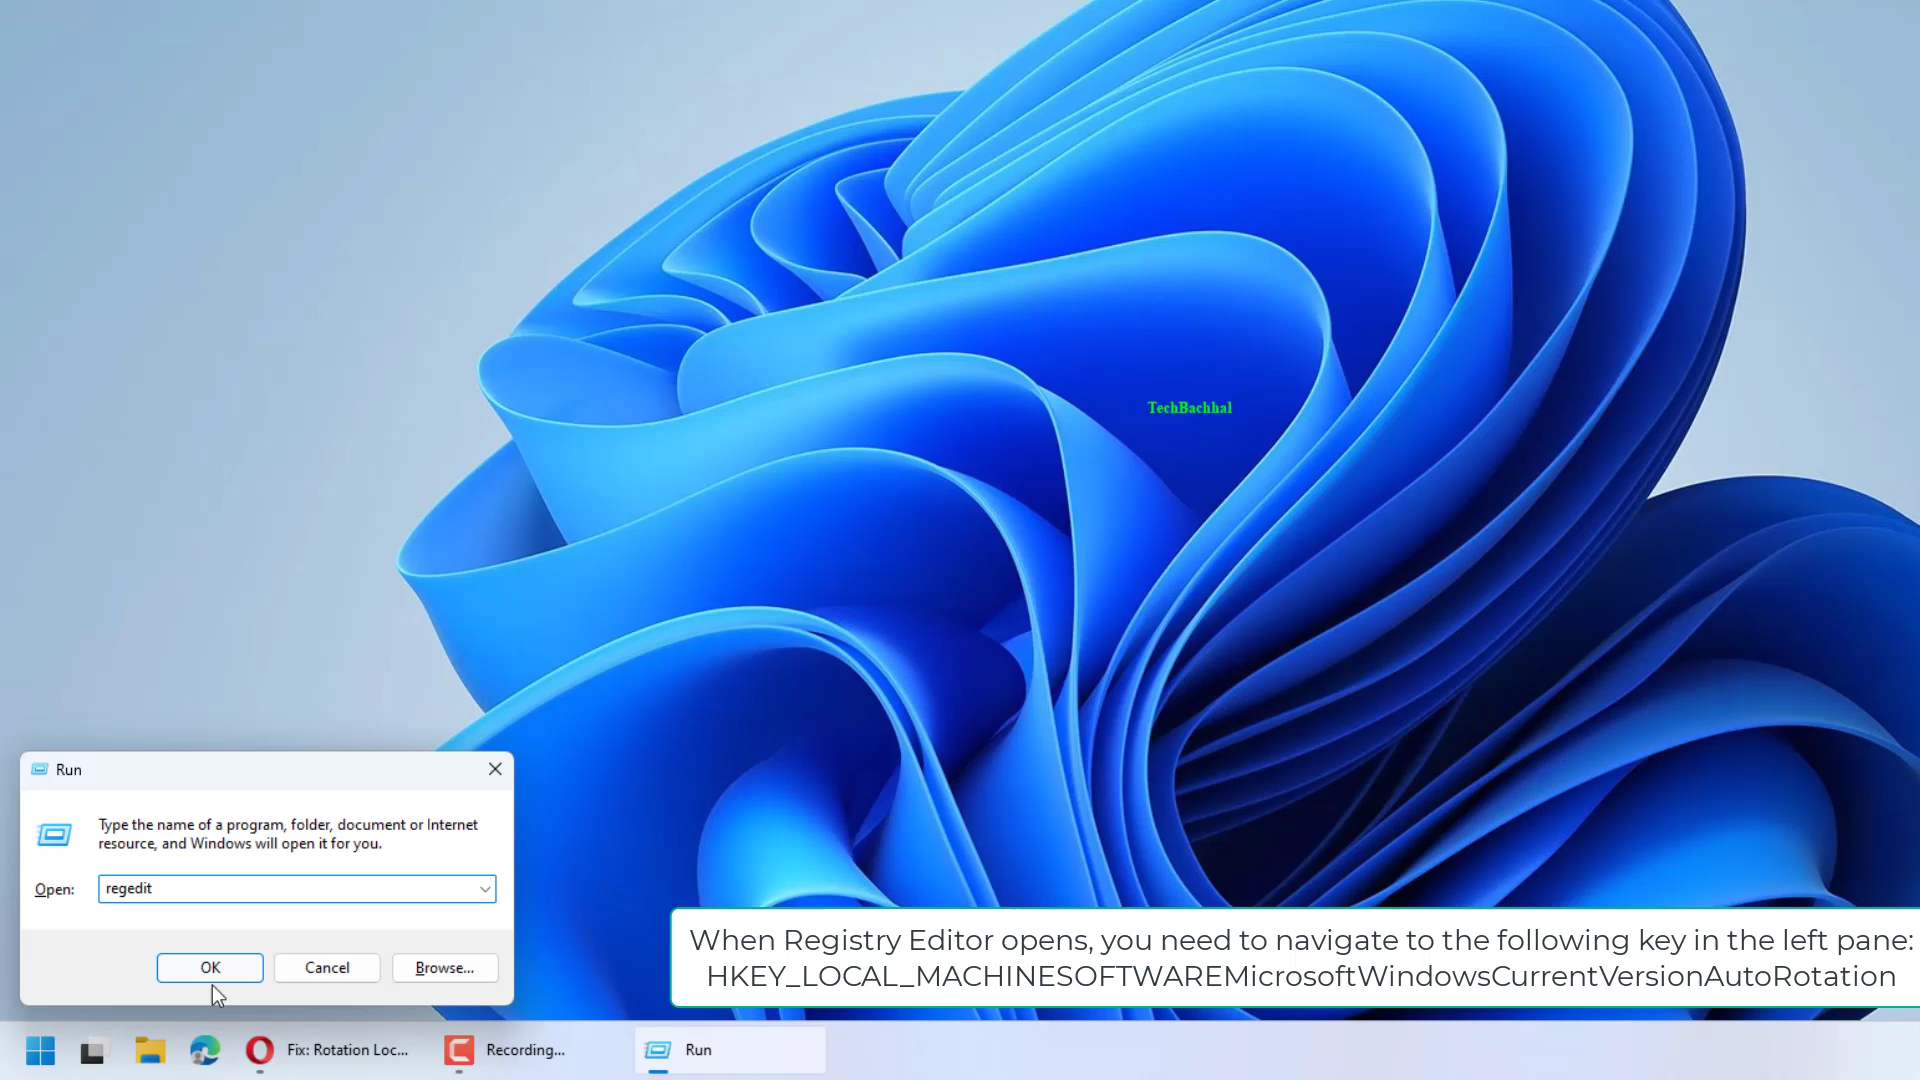 TechBachhal
Run
Type the name of a program, folder, document or Internet
resource, and Windows will open it for you.
Open: regedit
OK Cancel Browse...
When Registry Editor opens, you need to navigate to the following key in the left pane:
HKEY_LOCAL_MACHINESOFTWAREMicrosoftWindowsCurrentVersionAutoRotation
Fix: Rotation Loc... Recording... Run